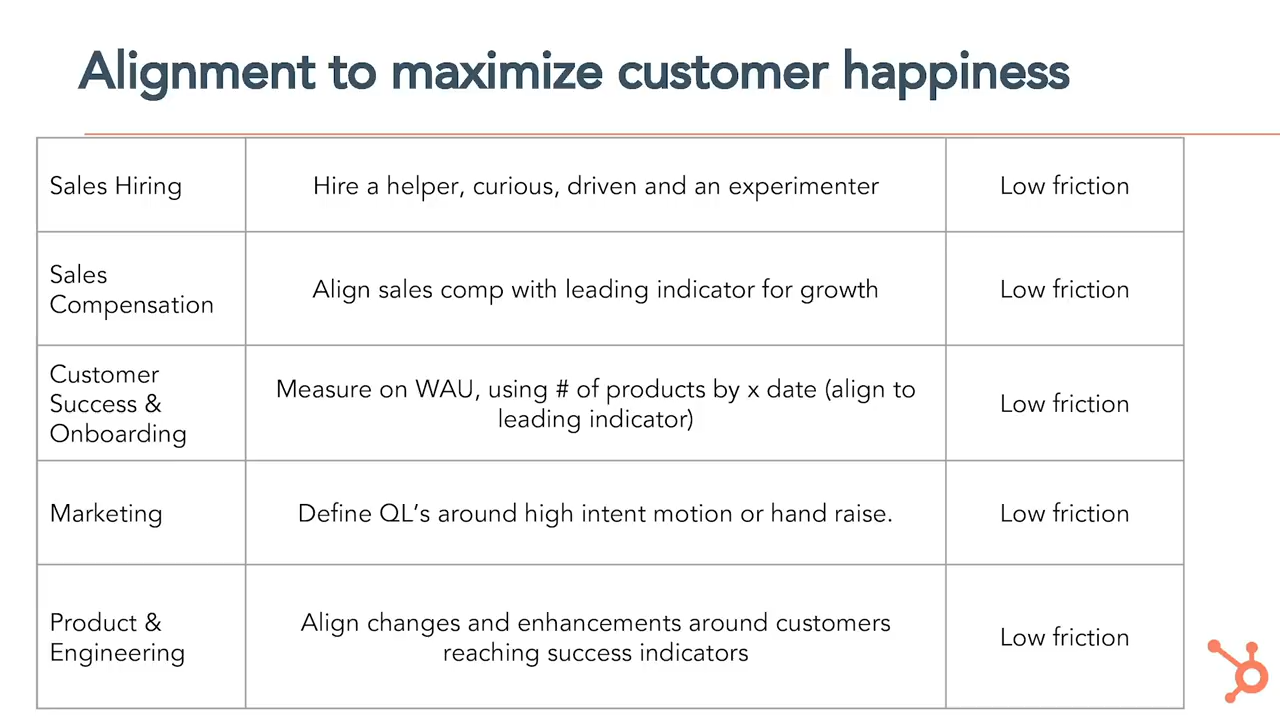 Alignment to maximize customer happiness
Sales Hiring
Hire a helper, curious, driven and an experimenter
Low friction
Sales
Compensation
Align sales comp with leading indicator for growth
Low friction
Customer
Success &
Onboarding
Measure on WAU, using # of products by x date (align to
leading indicator)
Low friction
Marketing
Define QL’s around high intent motion or hand raise.
Low friction
Product &
Engineering
Align changes and enhancements around customers
reaching success indicators
Low friction